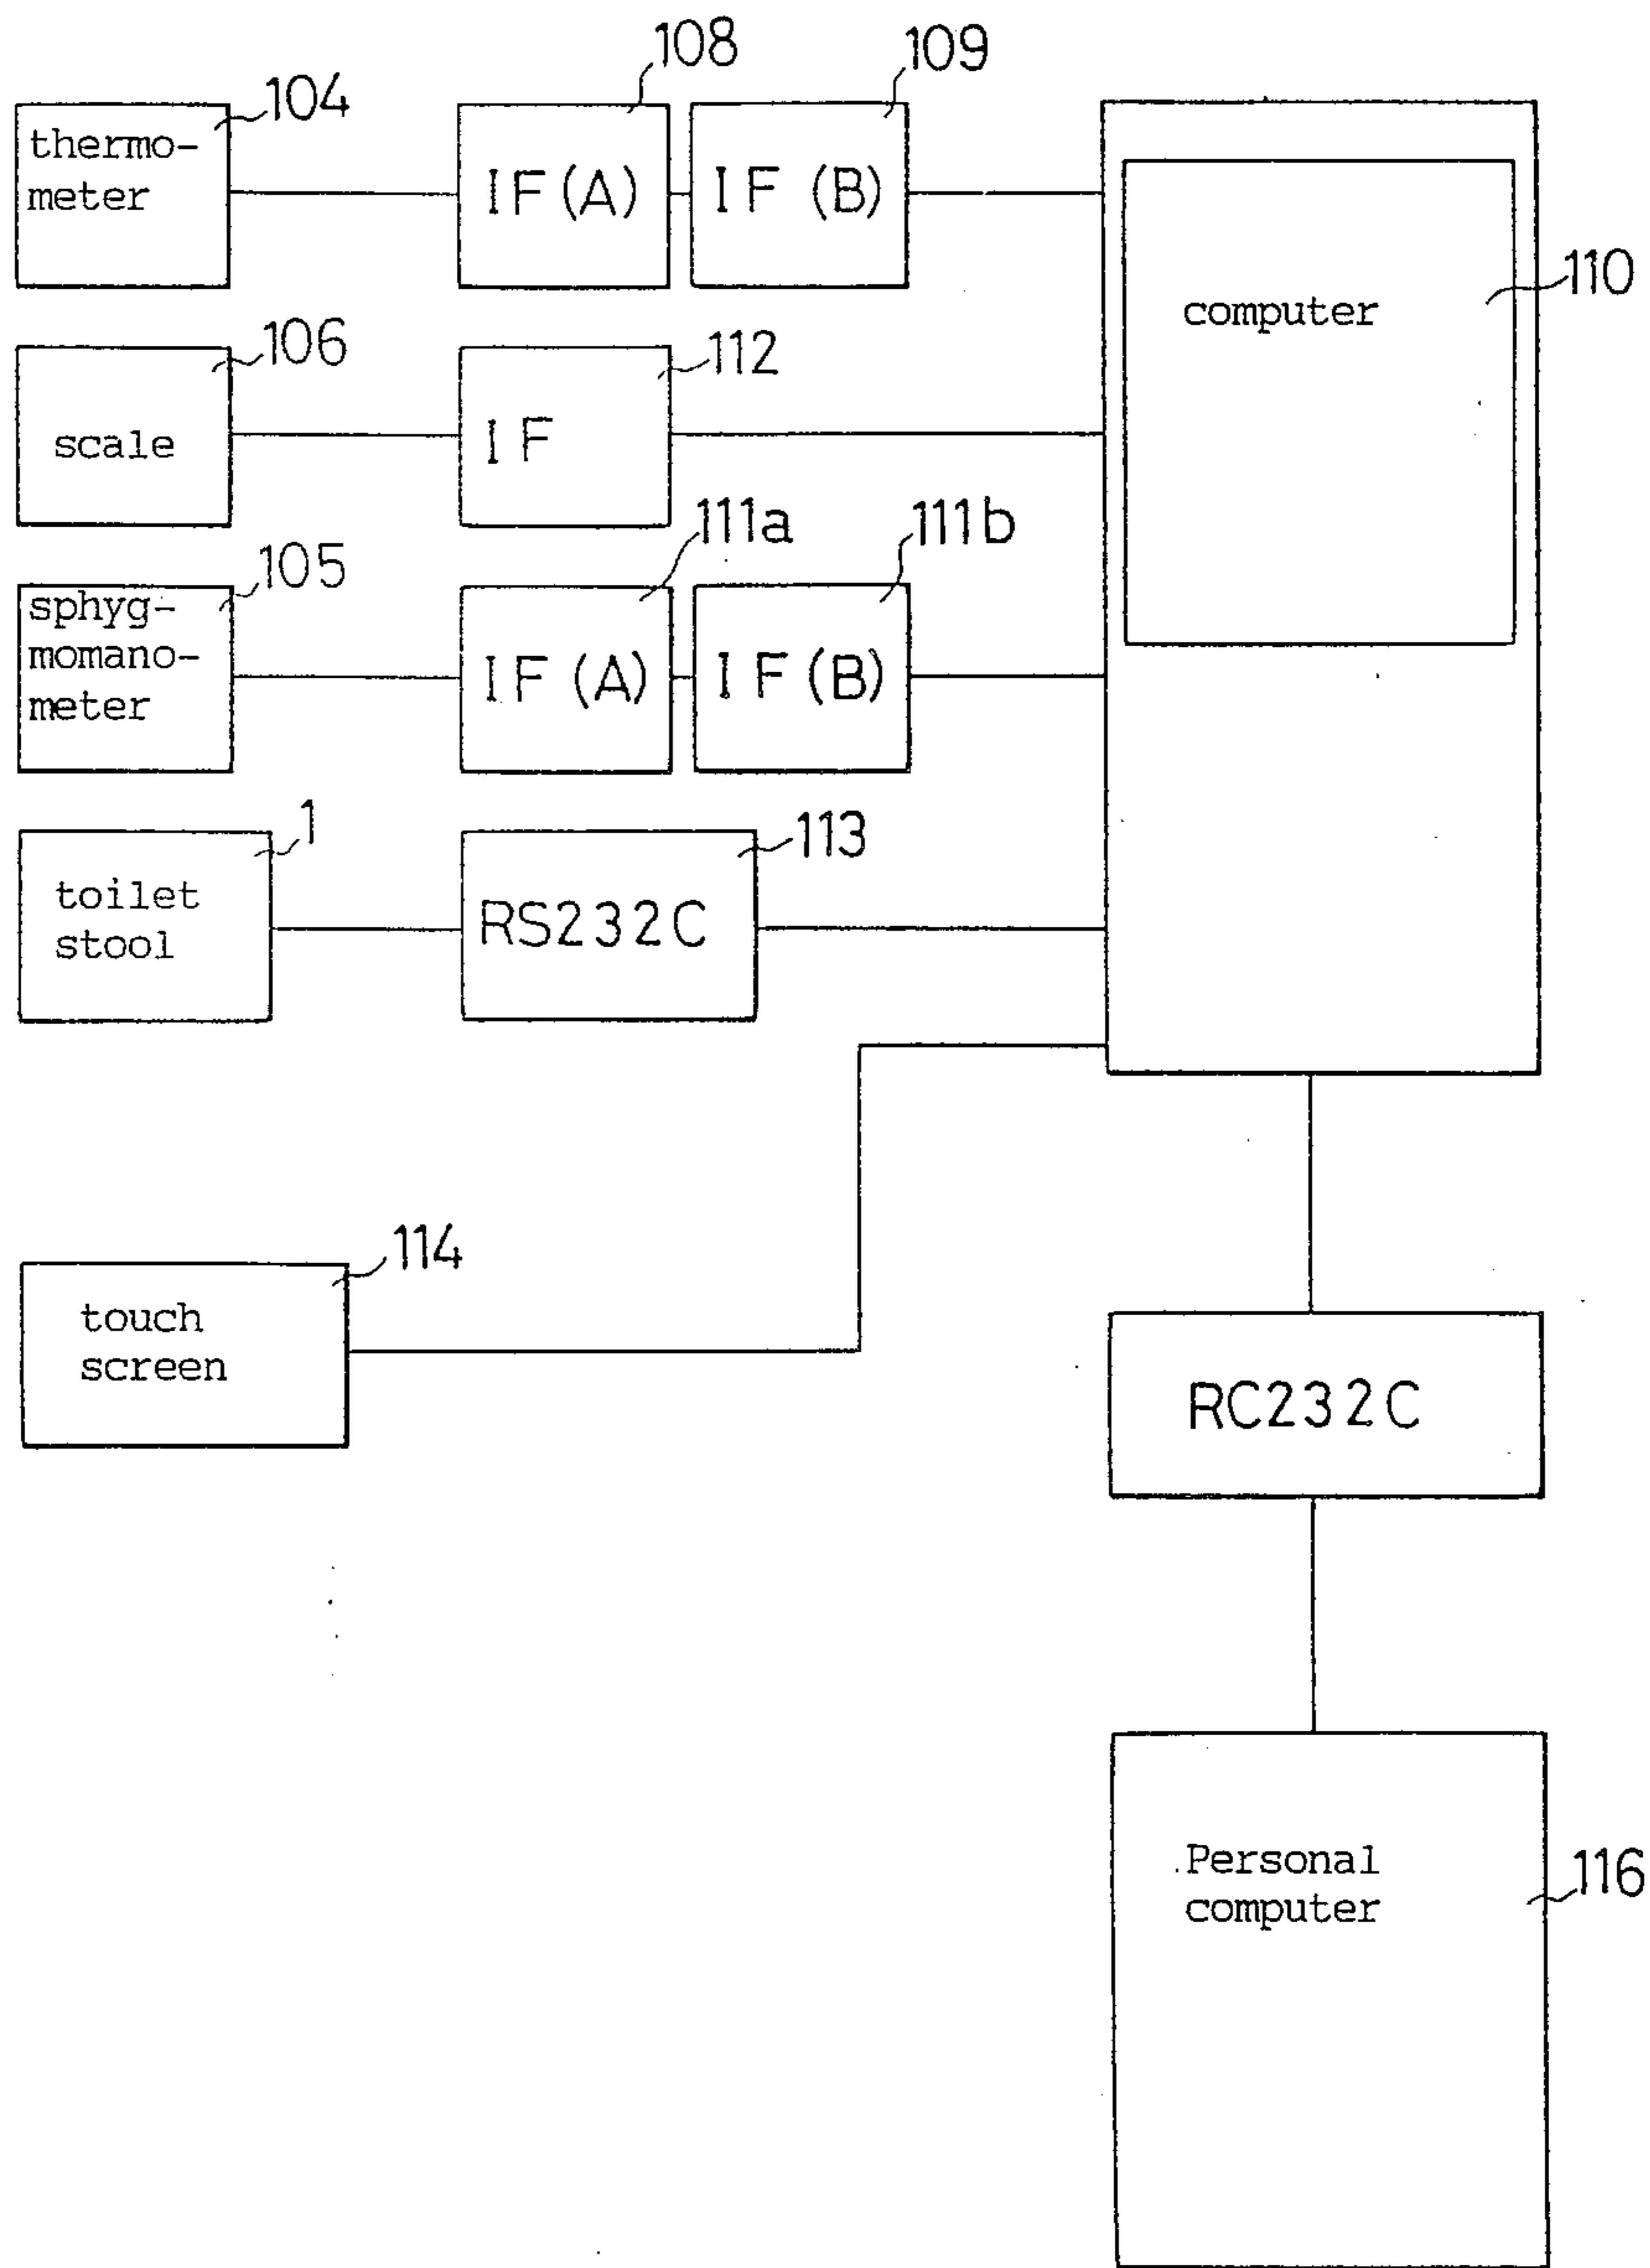 108
109
104
thermo-
meter
IF(A)
IF (B)
110
computer
106
112
scale
IF
111a
111b
105
sphyg-
momano-
meter
IF (A)
IF(B)
1
113
toilet
stool
RS232C
114
touch
screen
RC232C
Personal
computer
116